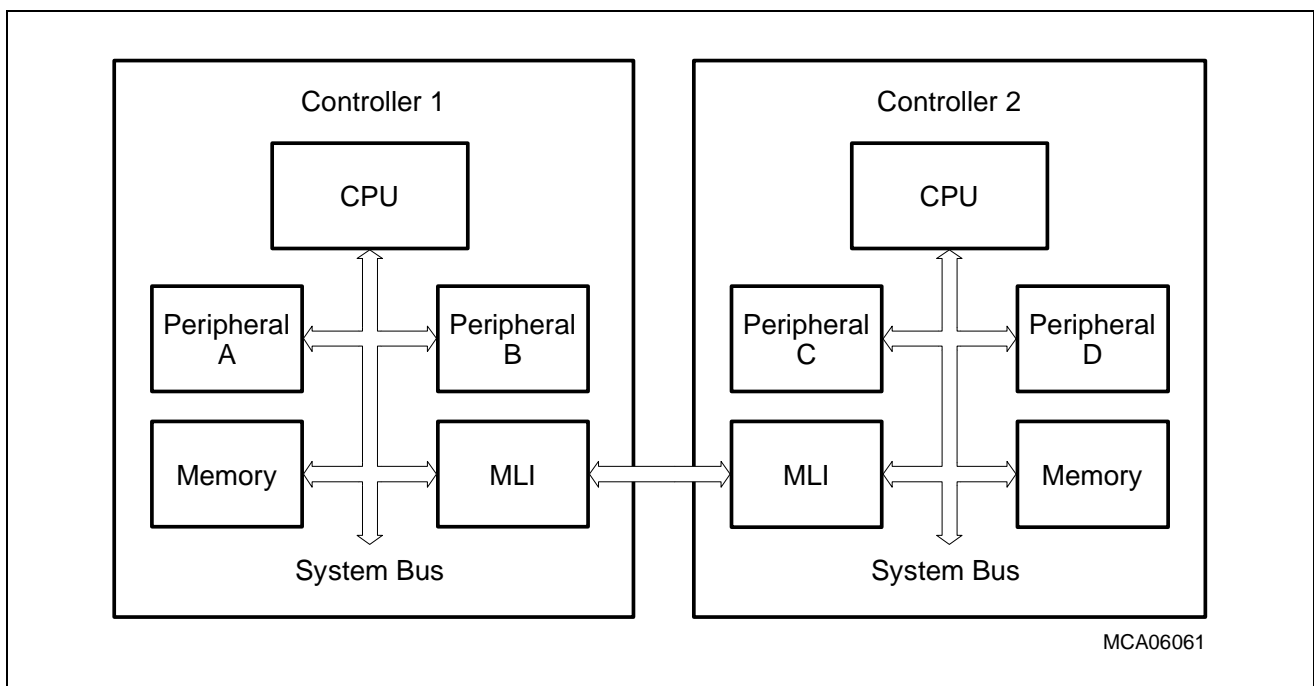 Controller 1
CPU
Peripheral
A
Peripheral
B
Memory
MLI
System Bus
Controller 2
CPU
Peripheral
C
Peripheral
D
MLI
Memory
System Bus
MCA06061